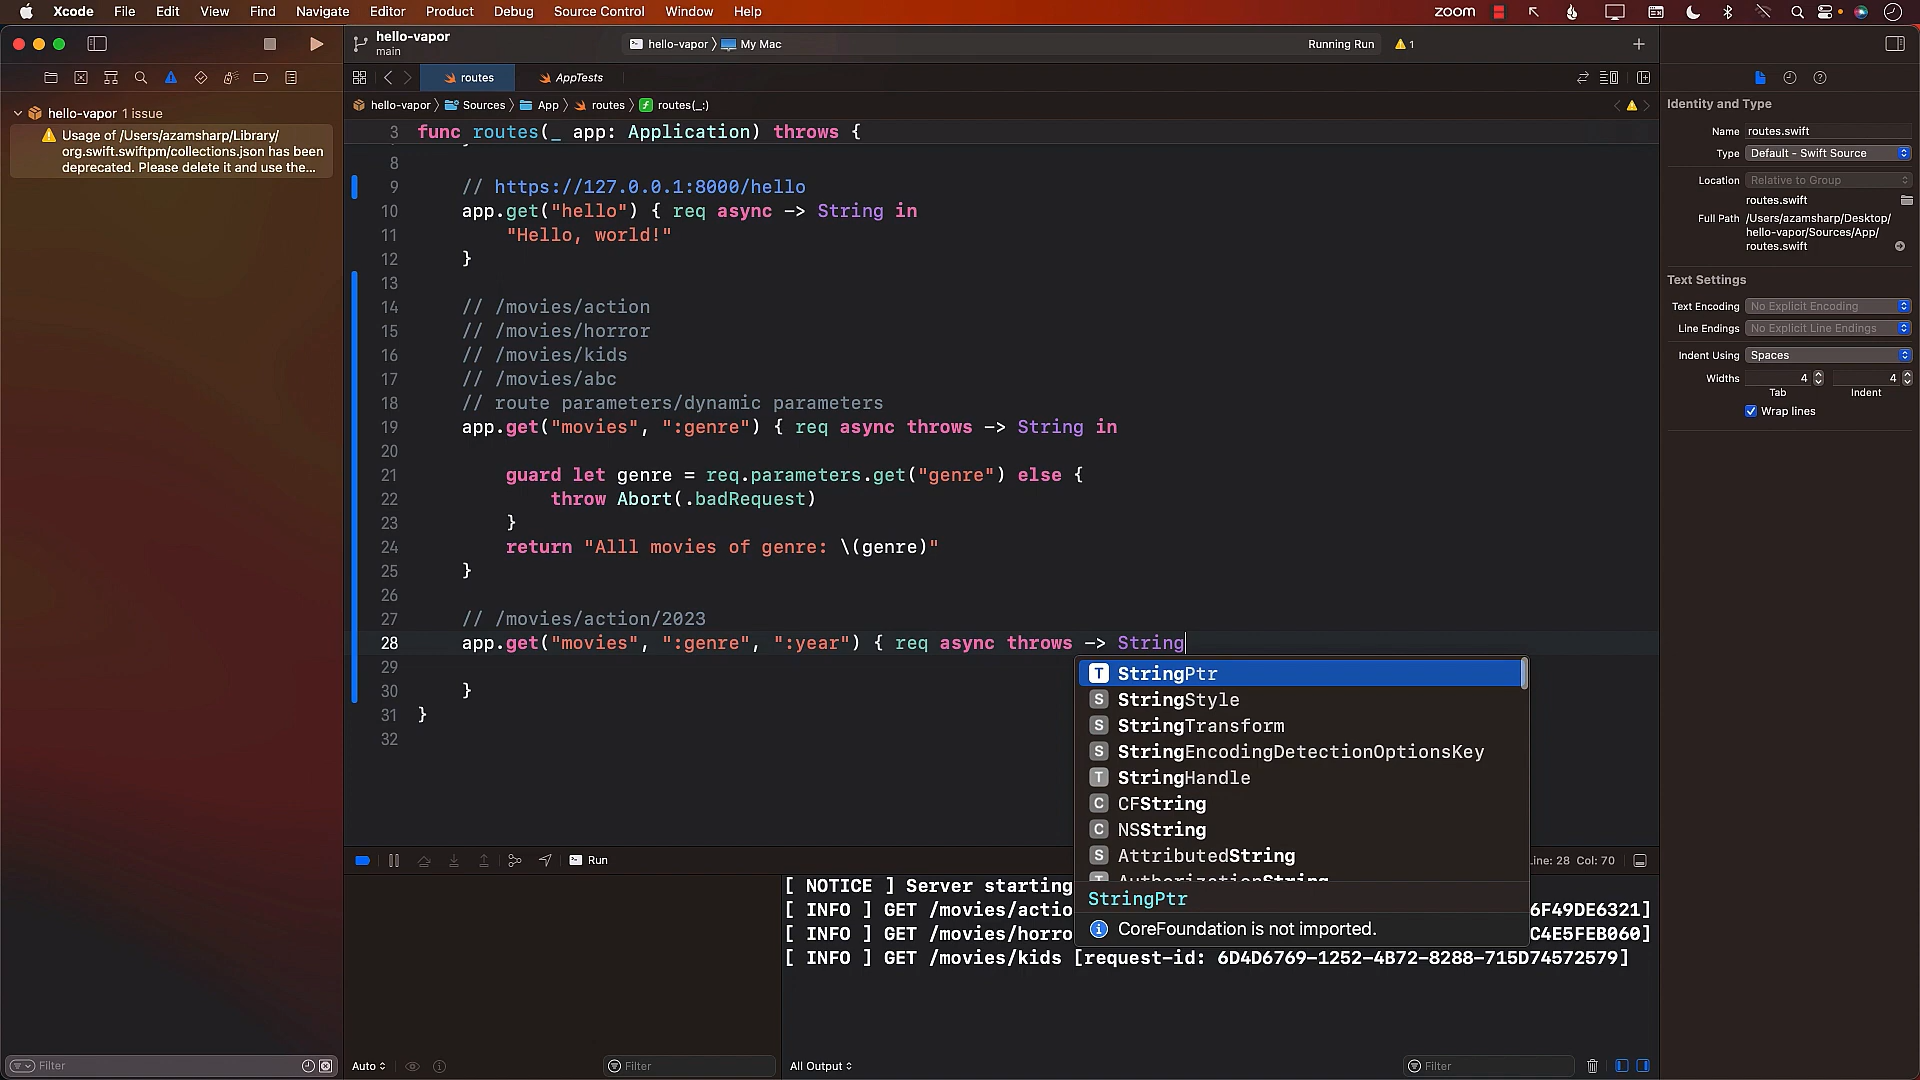 Xcode File Edit View Find Navigate Editor Product Debug Source Control Window Help zoom
hello-vapor
main
hello-vapor 〉 My Mac
Running Run
1
routes
AppTests
hello-vapor 〉 Sources 〉 App 〉 routes 〉 f routes(_:)
hello-vapor 1 issue
Usage of /Users/azamsharp/Library/
org.swift.swiftpm/collections.json has been
deprecated. Please delete it and use the...
3 func routes(_ app: Application) throws {
8
9 // https://127.0.0.1:8000/hello
10 app.get("hello") { req async -> String in
11 "Hello, world!"
12 }
13
14 // /movies/action
15 // /movies/horror
16 // /movies/kids
17 // /movies/abc
18 // route parameters/dynamic parameters
19 app.get("movies", ":genre") { req async throws -> String in
20
21 guard let genre = req.parameters.get("genre") else {
22 throw Abort(.badRequest)
23 }
24 return "Alll movies of genre: \(genre)"
25 }
26
27 // /movies/action/2023
28 app.get("movies", ":genre", ":year") { req async throws -> String
29
30 }
31 }
32
T StringPtr
S StringStyle
S StringTransform
S StringEncodingDetectionOptionsKey
T StringHandle
C CFString
C NSString
S AttributedString
T AuthorizationString
StringPtr
CoreFoundation is not imported.
Run
Line: 28 Col: 70
[ NOTICE ] Server starting
[ INFO ] GET /movies/actio 6F49DE6321]
[ INFO ] GET /movies/horro C4E5FEB060]
[ INFO ] GET /movies/kids [request-id: 6D4D6769-1252-4B72-8288-715D74572579]
Filter
Auto
Filter
All Output
Filter
Identity and Type
Name routes.swift
Type Default - Swift Source
Location Relative to Group
routes.swift
Full Path /Users/azamsharp/Desktop/
hello-vapor/Sources/App/
routes.swift
Text Settings
Text Encoding No Explicit Encoding
Line Endings No Explicit Line Endings
Indent Using Spaces
Widths 4 4
Tab Indent
Wrap lines